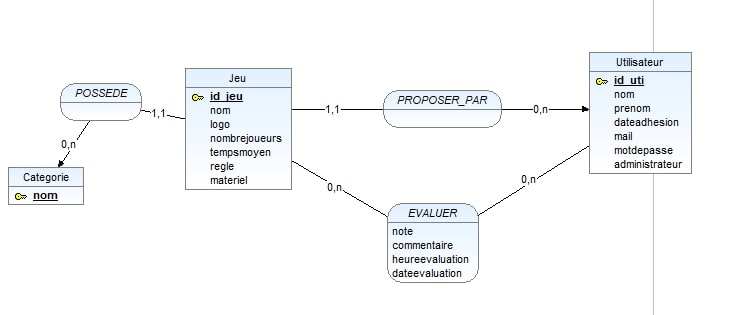 POSSEDE
1,1
0,n
Categorie
nom
Jeu
id_jeu
nom
logo
nombrejoueurs
tempsmoyen
regle
materiel
1,1
PROPOSER_PAR
0,n
Utilisateur
id_uti
nom
prenom
dateadhesion
mail
motdepasse
administrateur
0,n
0,n
EVALUER
note
commentaire
heureevaluation
dateevaluation